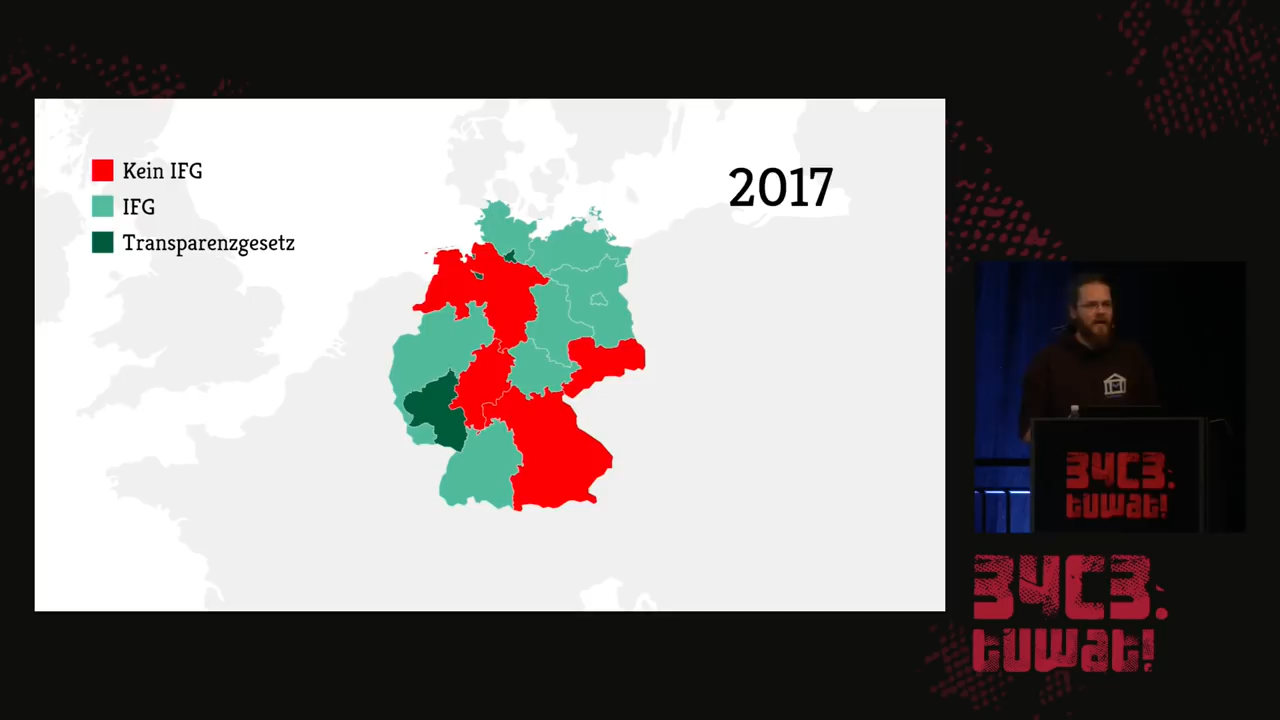 Kein IFG
IFG
Transparenzgesetz
2017
34C3.
tuwat!
34C3.
tuwat!